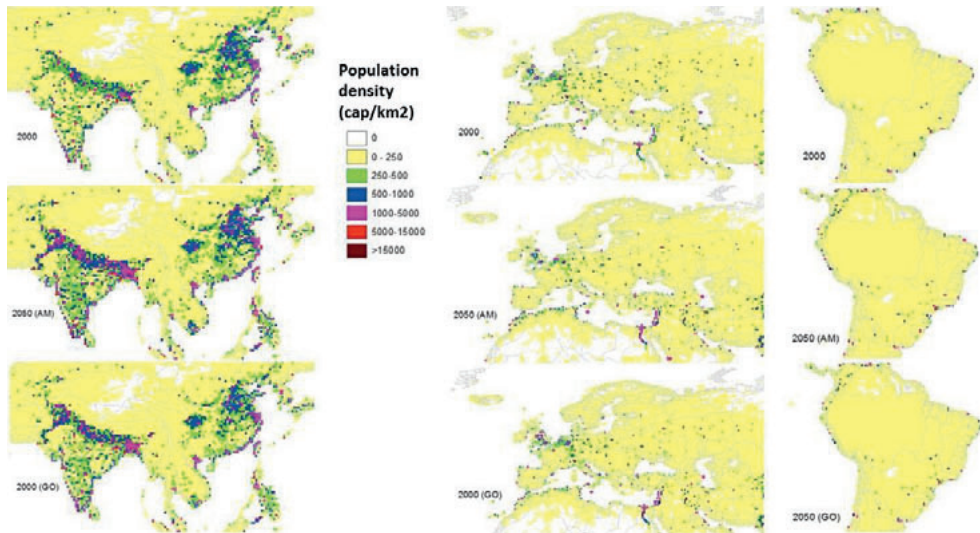 2000
2050 (AM)
2000 (GO)
Population
density
(cap/km2)
0
0 - 250
250-500
500-1000
1000-5000
5000-15000
>15000
2000
2050 (AM)
2000 (GO)
2000
2050 (AM)
2050 (GO)